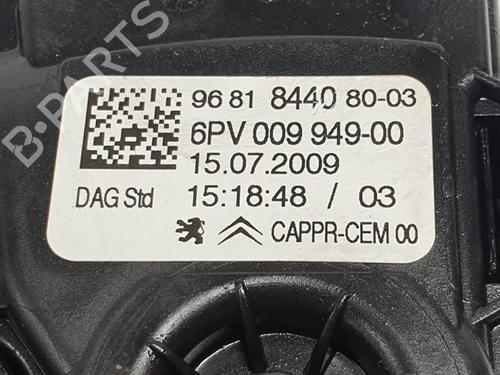 96 81 8440 80-03
6PV 009 949-00
15.07.2009
DAG Std 15:18:48 / 03
CAPPR-CEM 00
B-PARTS